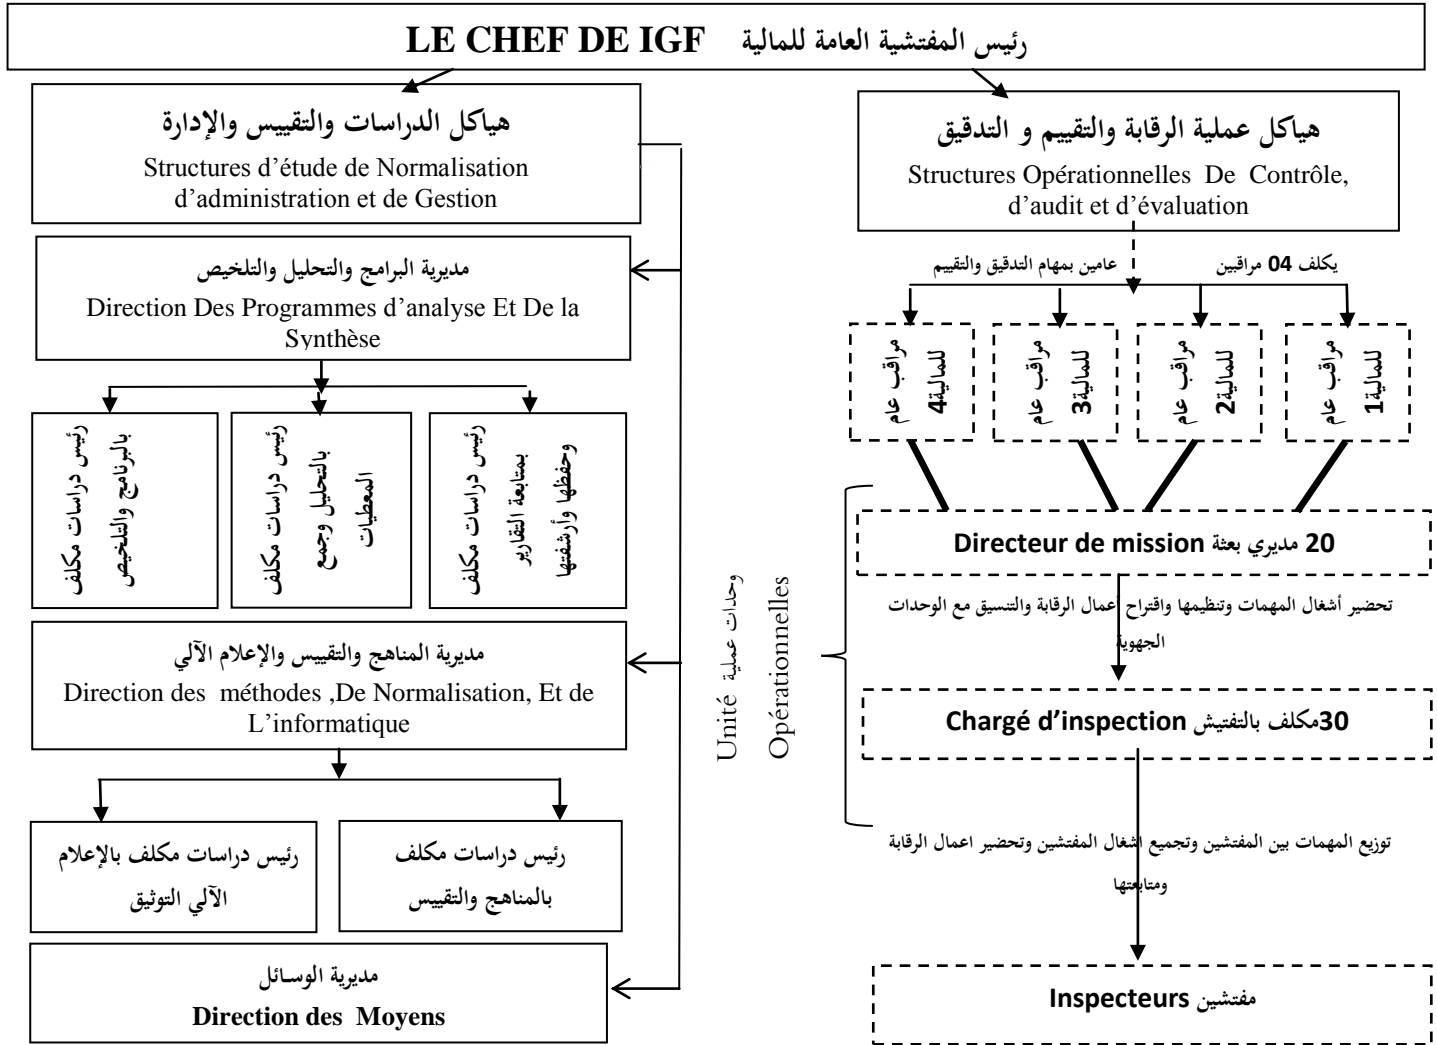 رئيس المفتشية العامة للمالية LE CHEF DE IGF
هياكل الدراسات والتقييس والإدارة
Structures d’étude de Normalisation
d’administration et de Gestion
هياكل عملية الرقابة والتقييم و التدقيق
Structures Opérationnelles De Contrôle,
d’audit et d’évaluation
مديرية البرامج والتحليل والتلخيص
Direction Des Programmes d’analyse Et De la
Synthèse
يكلف 04 مراقبين
عامين بمهام التدقيق والتقييم
مراقب عام
للمالية1
مراقب عام
للمالية2
مراقب عام
للمالية3
مراقب عام
للمالية4
رئيس دراسات مكلف
بمتابعة التقارير
وحفظها وأرشفتها
رئيس دراسات مكلف
بالتحليل وجمع
المعطيات
رئيس دراسات مكلف
بالبرنامج والتلخيص
20 مديري بعثة Directeur de mission
تحضير أشغال المهمات وتنظيمها واقتراح أعمال الرقابة والتنسيق مع الوحدات
الجهوية
وحدات عملية Unité
Opérationnelles
مديرية المناهج والتقييس والإعلام الآلي
Direction des méthodes ,De Normalisation, Et de
L’informatique
30مكلف بالتفتيش Chargé d’inspection
رئيس دراسات مكلف
بالمناهج والتقييس
رئيس دراسات مكلف بالإعلام
الآلي التوثيق
توزيع المهمات بين المفتشين وتجميع اشغال المفتشين وتحضير اعمال الرقابة
ومتابعتها
مديرية الوسائل
Direction des Moyens
مفتشين Inspecteurs